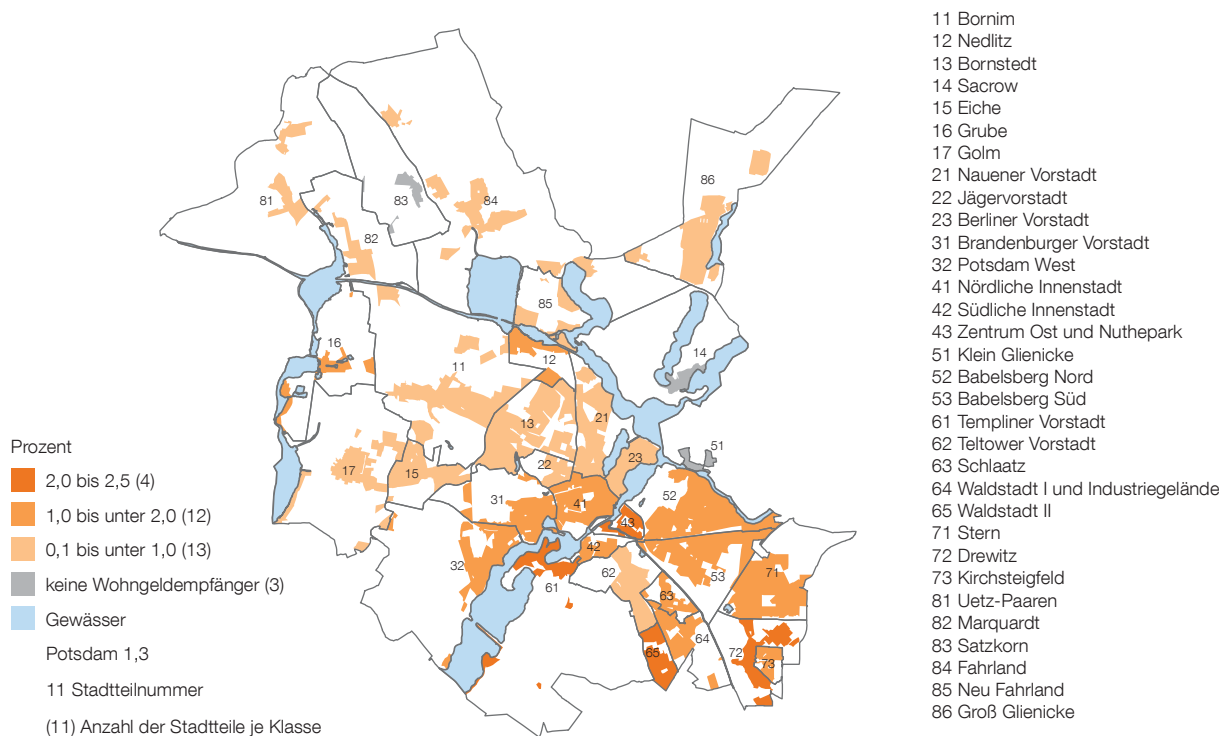 11 Bornim
12 Nedlitz
13 Bornstedt
14 Sacrow
15 Eiche
16 Grube
17 Golm
21 Nauener Vorstadt
22 Jägervorstadt
23 Berliner Vorstadt
31 Brandenburger Vorstadt
32 Potsdam West
41 Nördliche Innenstadt
42 Südliche Innenstadt
43 Zentrum Ost und Nuthepark
51 Klein Glienicke
52 Babelsberg Nord
53 Babelsberg Süd
61 Templiner Vorstadt
62 Teltower Vorstadt
63 Schlaatz
64 Waldstadt I und Industriegelände
65 Waldstadt II
71 Stern
72 Drewitz
73 Kirchsteigfeld
81 Uetz-Paaren
82 Marquardt
83 Satzkorn
84 Fahrland
85 Neu Fahrland
86 Groß Glienicke
86
81
83
84
82
85
16
11
12
14
13
21
17
15
22
23
51
31
41
52
43
42
32
61
62
53
71
63
64
65
72
73
Prozent
2,0 bis 2,5 (4)
1,0 bis unter 2,0 (12)
0,1 bis unter 1,0 (13)
keine Wohngeldempfänger (3)
Gewässer
Potsdam 1,3
11 Stadtteilnummer
(11) Anzahl der Stadtteile je Klasse